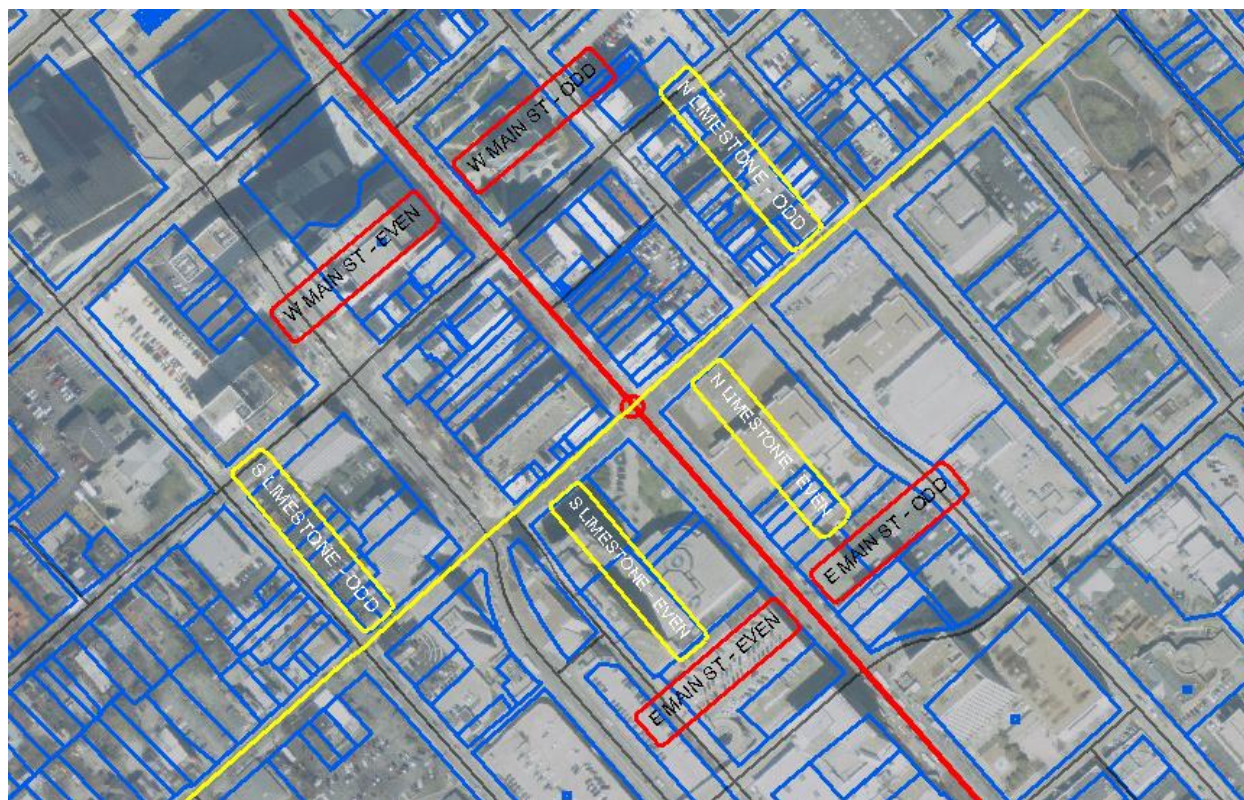 W MAIN ST - ODD
N LIMESTONE - ODD
W MAIN ST - EVEN
N LIMESTONE - EVEN
S LIMESTONE - ODD
S LIMESTONE - EVEN
E MAIN ST - ODD
E MAIN ST - EVEN